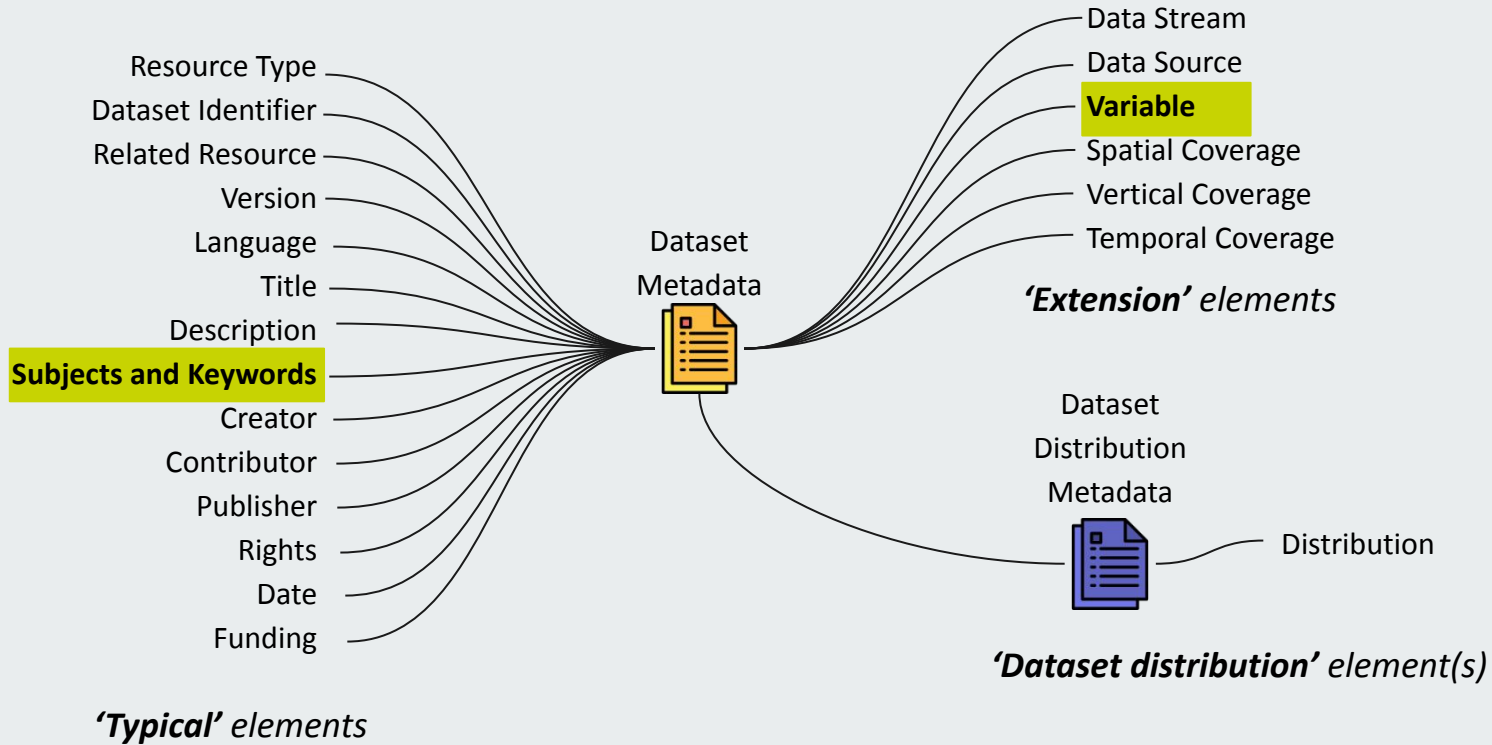 Resource Type
Dataset Identifier
Related Resource
Version
Language
Title
Description
Subjects and Keywords
Creator
Contributor
Publisher
Rights
Date
Funding
‘Typical’ elements
Dataset
Metadata
Data Stream
Data Source
Variable
Spatial Coverage
Vertical Coverage
Temporal Coverage
‘Extension’ elements
Dataset
Distribution
Metadata
Distribution
‘Dataset distribution’ element(s)